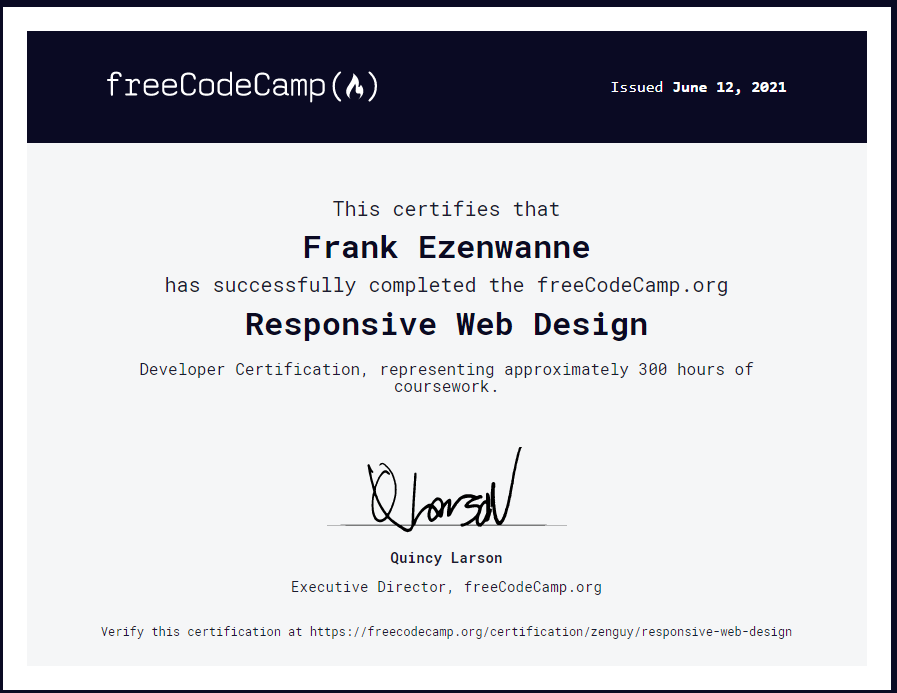 freeCodeCamp(🔥)
Issued June 12, 2021
This certifies that
Frank Ezenwanne
has successfully completed the freeCodeCamp.org
Responsive Web Design
Developer Certification, representing approximately 300 hours of
coursework.
Q Larson
Quincy Larson
Executive Director, freeCodeCamp.org
Verify this certification at https://freecodecamp.org/certification/zenguy/responsive-web-design